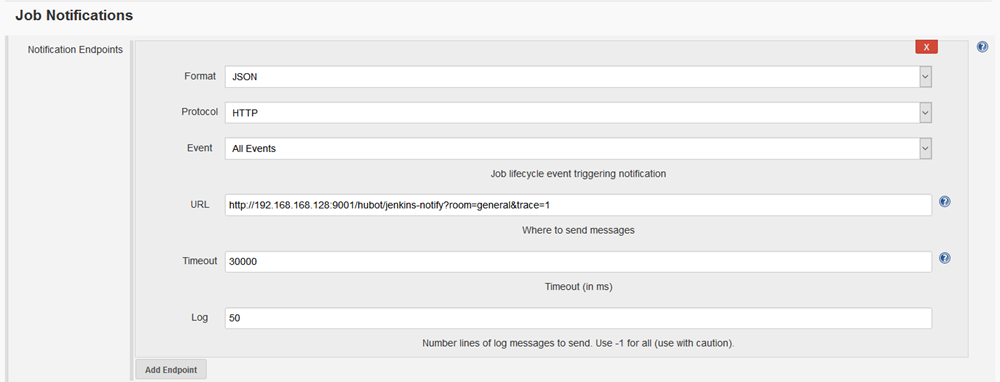 Job Notifications
Notification Endpoints
X
Format
JSON
Protocol
HTTP
Event
All Events
Job lifecycle event triggering notification
URL
http://192.168.168.128:9001/hubot/jenkins-notify?room=general&trace=1
Where to send messages
Timeout
30000
Timeout (in ms)
Log
50
Number lines of log messages to send. Use -1 for all (use with caution).
Add Endpoint